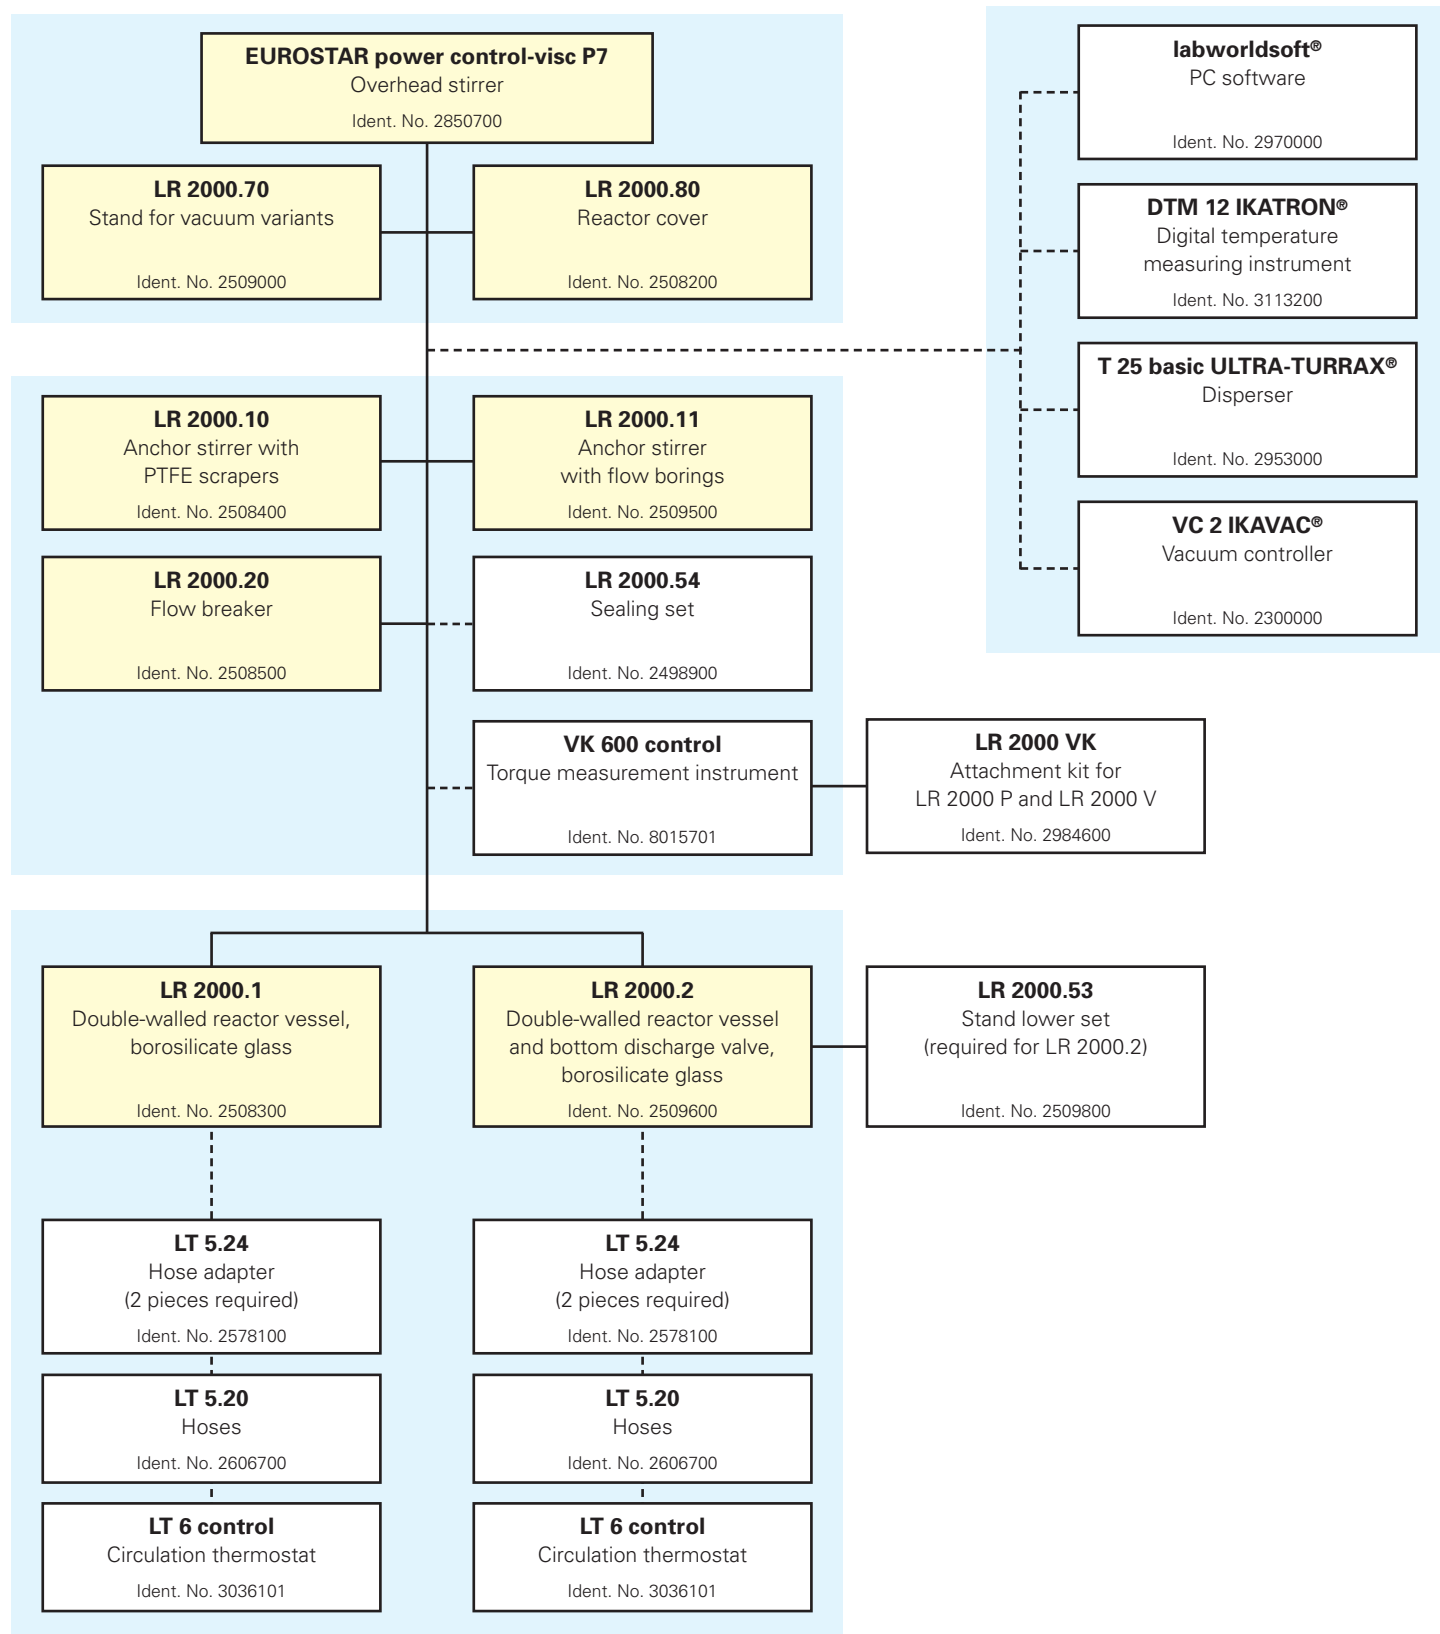 EUROSTAR power control-visc P7
Overhead stirrer
Ident. No. 2850700
LR 2000.70
Stand for vacuum variants
Ident. No. 2509000
LR 2000.80
Reactor cover
Ident. No. 2508200
labworldsoft®
PC software
Ident. No. 2970000
DTM 12 IKATRON®
Digital temperature
measuring instrument
Ident. No. 3113200
T 25 basic ULTRA-TURRAX®
Disperser
Ident. No. 2953000
VC 2 IKAVAC®
Vacuum controller
Ident. No. 2300000
LR 2000.10
Anchor stirrer with
PTFE scrapers
Ident. No. 2508400
LR 2000.11
Anchor stirrer
with flow borings
Ident. No. 2509500
LR 2000.20
Flow breaker
Ident. No. 2508500
LR 2000.54
Sealing set
Ident. No. 2498900
VK 600 control
Torque measurement instrument
Ident. No. 8015701
LR 2000 VK
Attachment kit for
LR 2000 P and LR 2000 V
Ident. No. 2984600
LR 2000.1
Double-walled reactor vessel,
borosilicate glass
Ident. No. 2508300
LR 2000.2
Double-walled reactor vessel
and bottom discharge valve,
borosilicate glass
Ident. No. 2509600
LR 2000.53
Stand lower set
(required for LR 2000.2)
Ident. No. 2509800
LT 5.24
Hose adapter
(2 pieces required)
Ident. No. 2578100
LT 5.24
Hose adapter
(2 pieces required)
Ident. No. 2578100
LT 5.20
Hoses
Ident. No. 2606700
LT 5.20
Hoses
Ident. No. 2606700
LT 6 control
Circulation thermostat
Ident. No. 3036101
LT 6 control
Circulation thermostat
Ident. No. 3036101